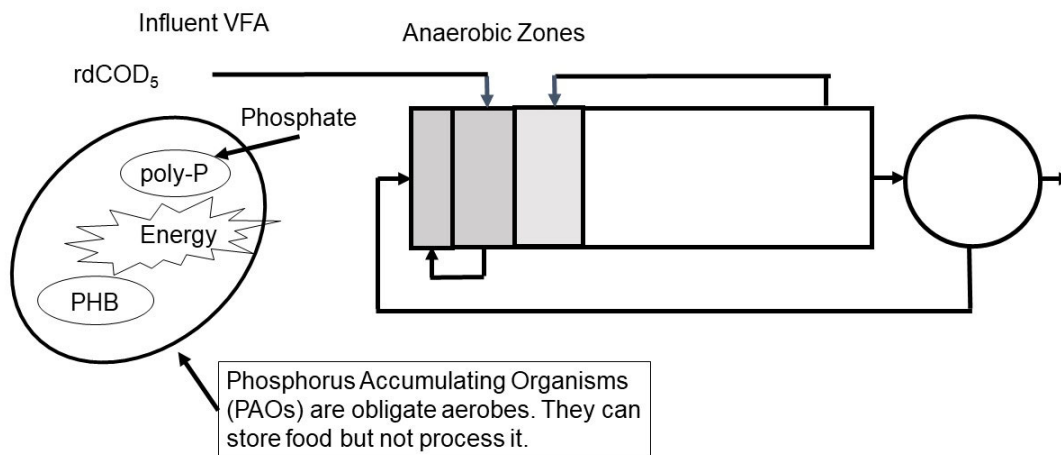 Influent VFA
Anaerobic Zones
rdCOD₅
Phosphate
poly-P
Energy
PHB
Phosphorus Accumulating Organisms
(PAOs) are obligate aerobes. They can
store food but not process it.